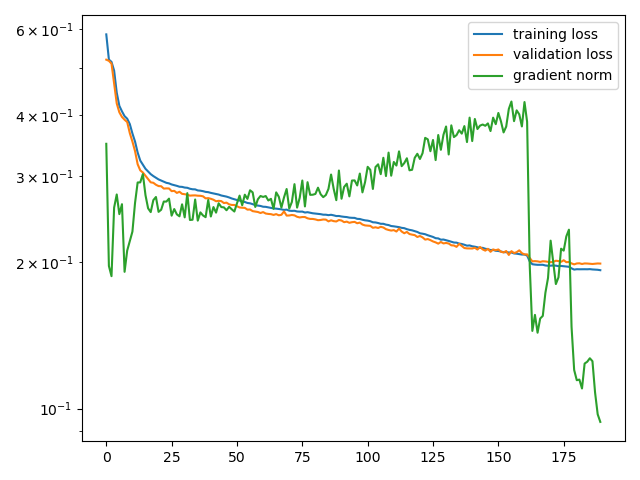 6 × 10⁻¹
4 × 10⁻¹
3 × 10⁻¹
2 × 10⁻¹
10⁻¹
training loss
validation loss
gradient norm
0 25 50 75 100 125 150 175